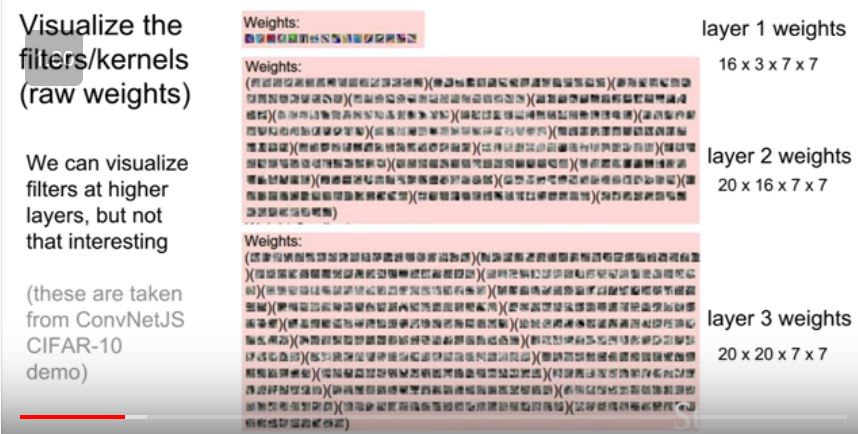 Visualize the
filters/kernels
(raw weights)
We can visualize
filters at higher
layers, but not
that interesting
(these are taken
from ConvNetJS
CIFAR-10
demo)
Weights:
layer 1 weights
16 x 3 x 7 x 7
Weights:
layer 2 weights
20 x 16 x 7 x 7
Weights:
layer 3 weights
20 x 20 x 7 x 7
St